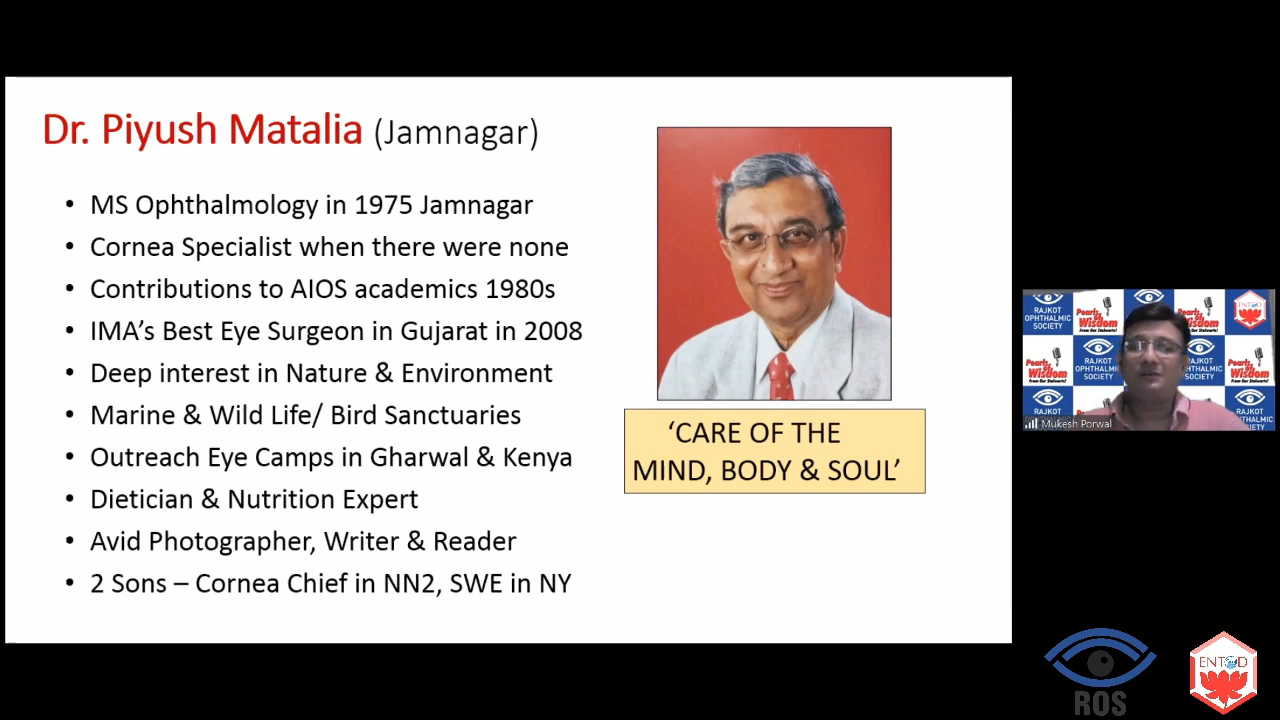 Dr. Piyush Matalia (Jamnagar)
• MS Ophthalmology in 1975 Jamnagar
• Cornea Specialist when there were none
• Contributions to AIOS academics 1980s
• IMA’s Best Eye Surgeon in Gujarat in 2008
• Deep interest in Nature & Environment
• Marine & Wild Life/ Bird Sanctuaries
• Outreach Eye Camps in Gharwal & Kenya
• Dietician & Nutrition Expert
• Avid Photographer, Writer & Reader
• 2 Sons – Cornea Chief in NN2, SWE in NY
‘CARE OF THE
MIND, BODY & SOUL’
RAJKOT
OPHTHALMIC
SOCIETY
Pearls
Of
Wisdom
From Our Stalwarts!
RAJKOT
OPHTHALMIC
SOCIETY
Mukesh Porwal
ROS
ENTOD